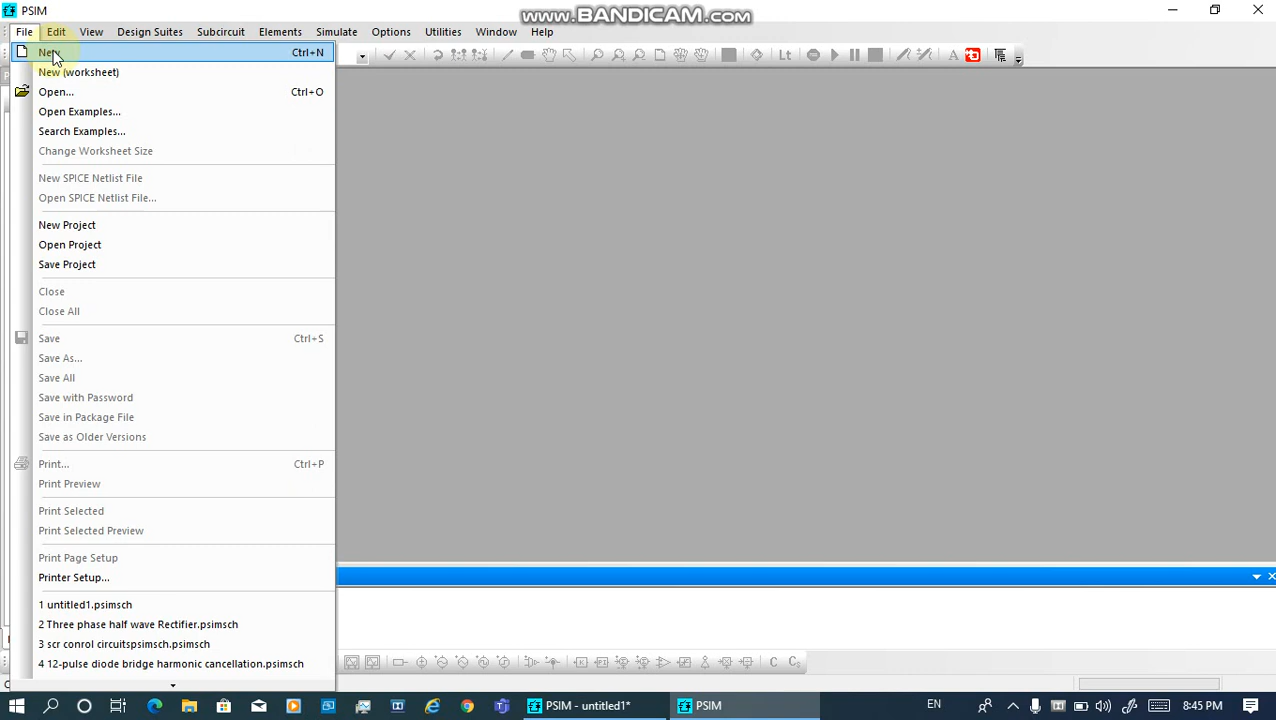 PSIM
www.BANDICAM.com
File Edit View Design Suites Subcircuit Elements Simulate Options Utilities Window Help
New Ctrl+N
New (worksheet)
Open... Ctrl+O
Open Examples...
Search Examples...
Change Worksheet Size
New SPICE Netlist File
Open SPICE Netlist File...
New Project
Open Project
Save Project
Close
Close All
Save Ctrl+S
Save As...
Save All
Save with Password
Save in Package File
Save as Older Versions
Print... Ctrl+P
Print Preview
Print Selected
Print Selected Preview
Print Page Setup
Printer Setup...
1 untitled1.psimsch
2 Three phase half wave Rectifier.psimsch
3 scr conrol circuitspsimsch.psimsch
4 12-pulse diode bridge harmonic cancellation.psimsch
Lt A
C
PSIM - untitled1* PSIM EN 8:45 PM